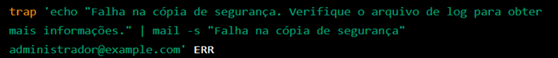 trap 'echo "Falha na cópia de segurança. Verifique o arquivo de log para obter
mais informações." | mail -s "Falha na cópia de segurança"
administrador@example.com' ERR